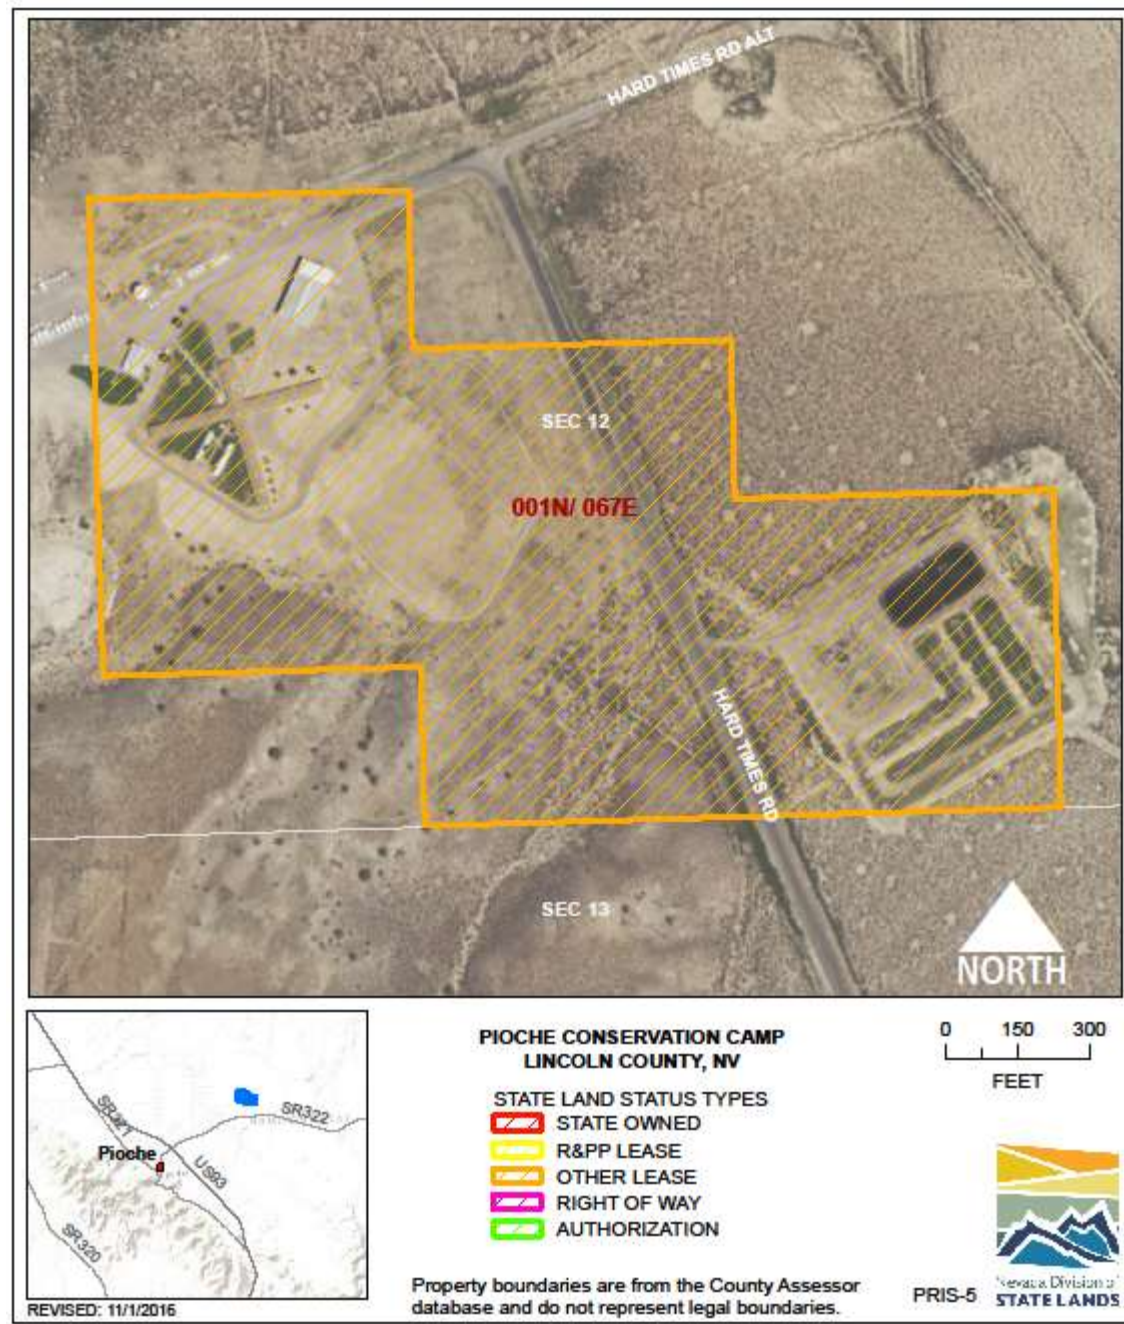 HARD TIMES RD ALT
SEC 12
001N/ 067E
HARD TIMES RD
SEC 13
NORTH
PIOCHE CONSERVATION CAMP
LINCOLN COUNTY, NV
STATE LAND STATUS TYPES
STATE OWNED
R&PP LEASE
OTHER LEASE
RIGHT OF WAY
AUTHORIZATION
Property boundaries are from the County Assessor
database and do not represent legal boundaries.
0 150 300
FEET
SR321
SR322
Pioche
US93
SR320
REVISED: 11/1/2016
PRIS-5
Nevada Division of
STATE LANDS